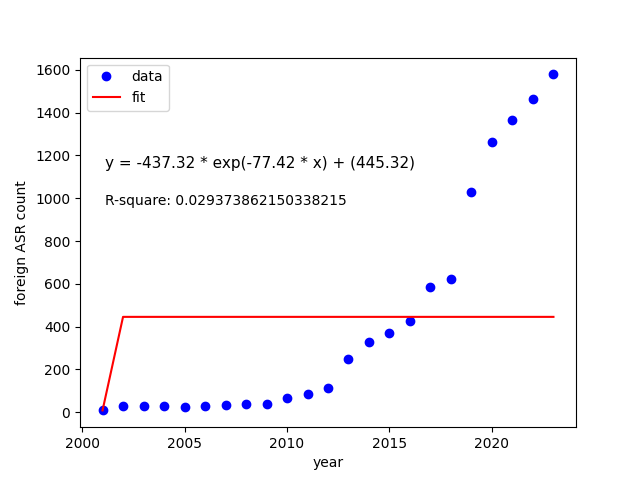 1600
1400
1200
1000
800
600
400
200
0
foreign ASR count
data
fit
y = -437.32 * exp(-77.42 * x) + (445.32)
R-square: 0.029373862150338215
2000 2005 2010 2015 2020
year